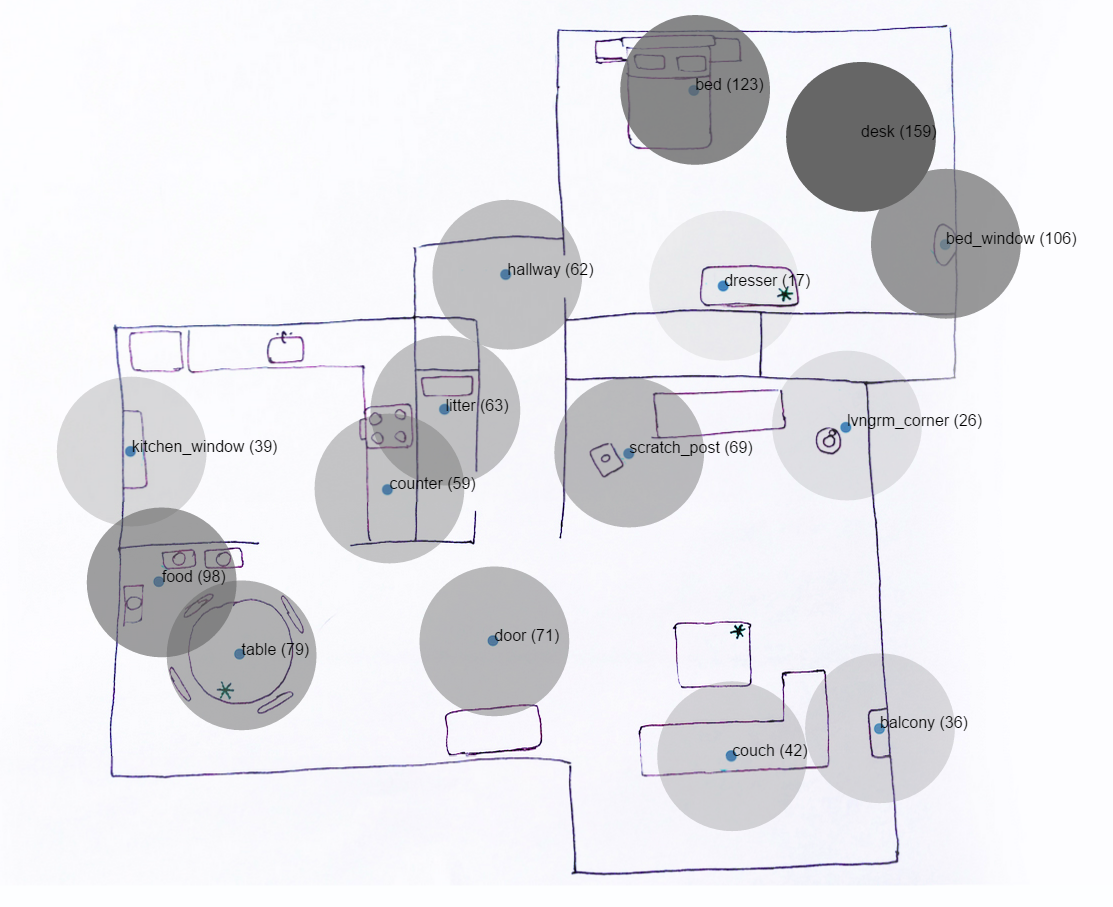 bed (123)
desk (159)
bed_window (106)
hallway (62)
dresser (17)
litter (63)
lvngrm_corner (26)
kitchen_window (39)
scratch_post (69)
counter (59)
food (98)
door (71)
table (79)
balcony (36)
couch (42)